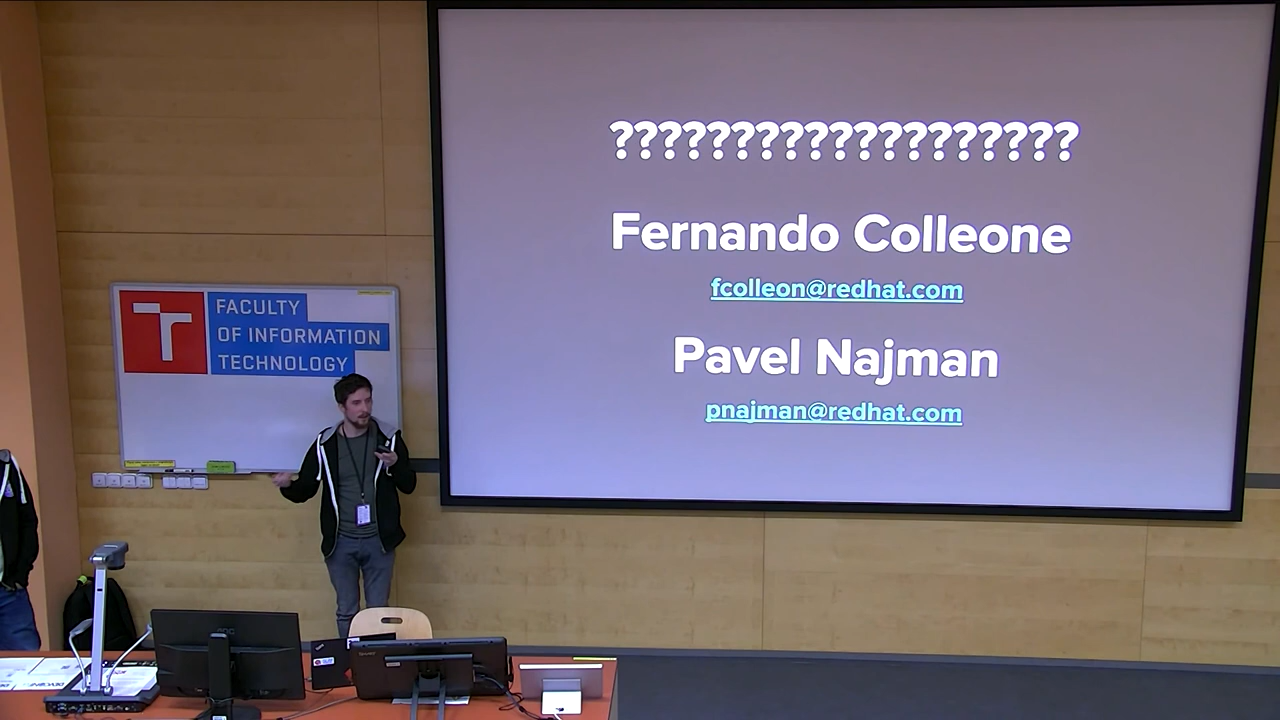 ???????????????????
Fernando Colleone
fcolleon@redhat.com
Pavel Najman
pnajman@redhat.com
FACULTY
OF INFORMATION
TECHNOLOGY